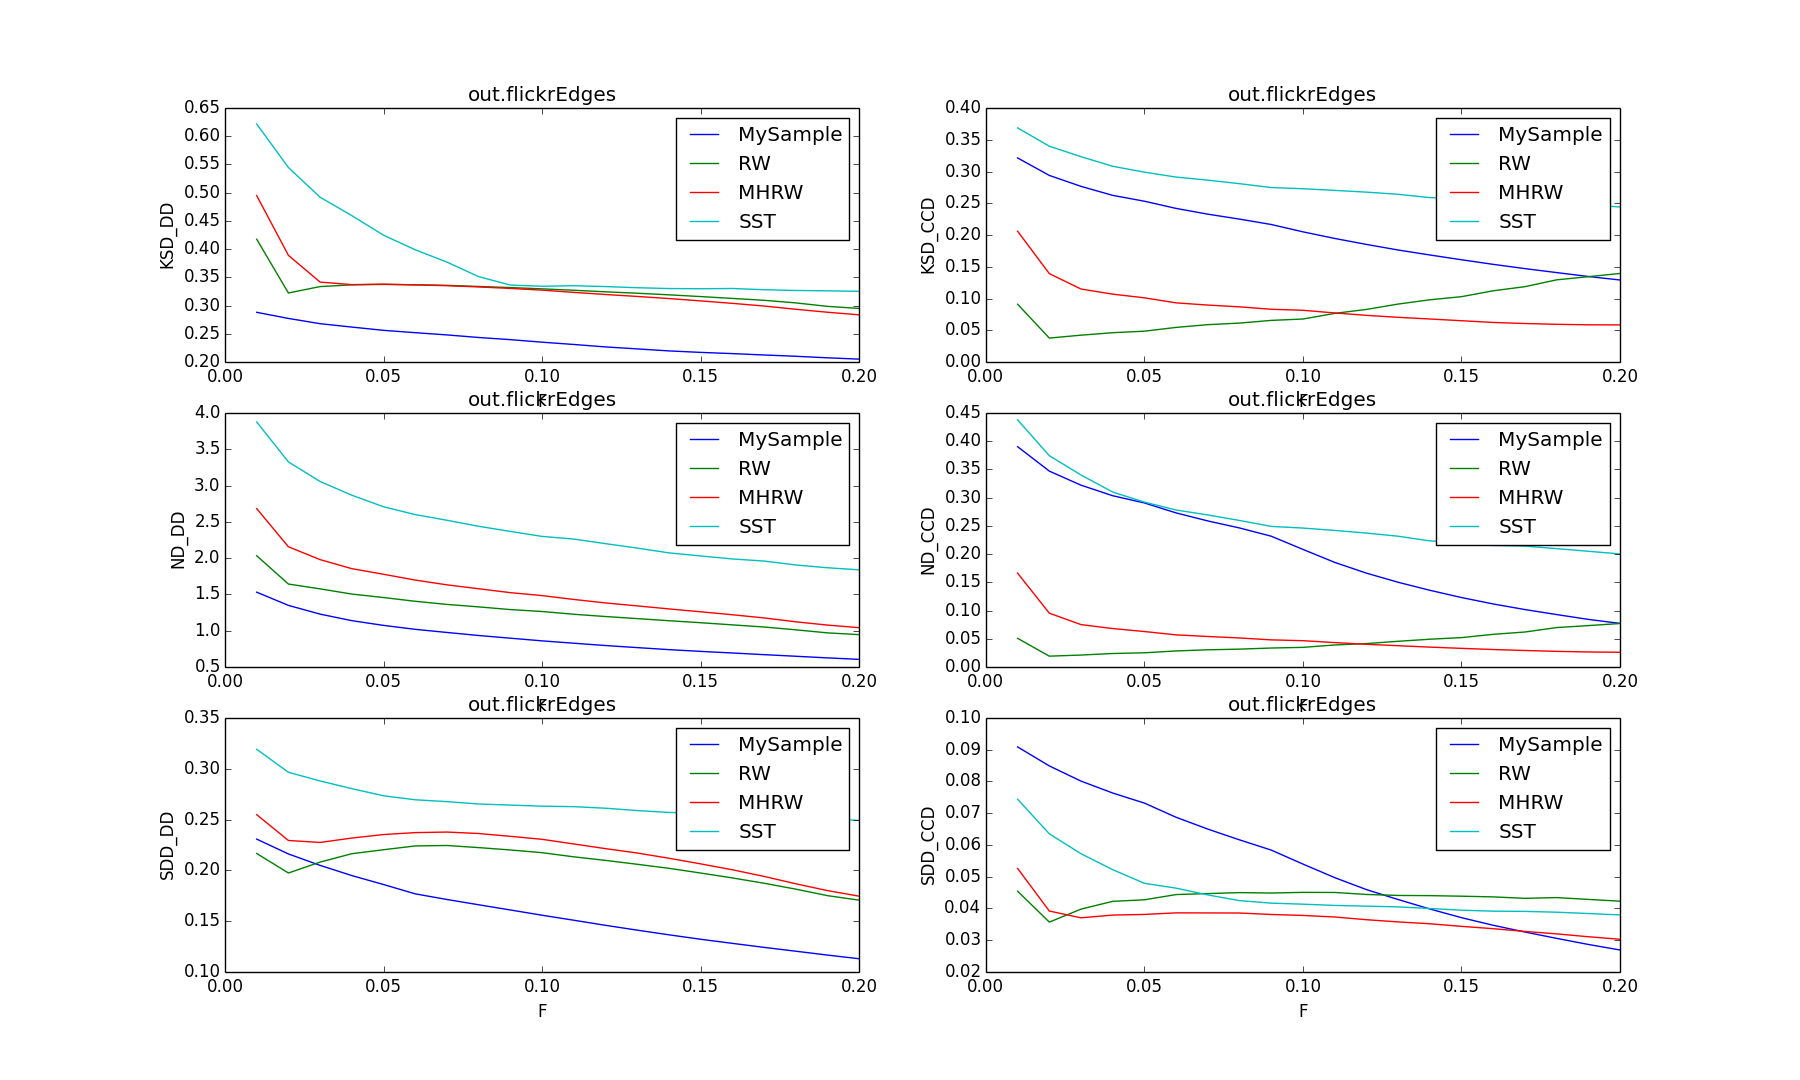 out.flickrEdges
KSD_DD
0.65
0.60
0.55
0.50
0.45
0.40
0.35
0.30
0.25
0.20
0.00 0.05 0.10 0.15 0.20
F
MySample
RW
MHRW
SST
out.flickrEdges
KSD_CCD
0.40
0.35
0.30
0.25
0.20
0.15
0.10
0.05
0.00
0.00 0.05 0.10 0.15 0.20
F
MySample
RW
MHRW
SST
out.flickrEdges
ND_DD
4.0
3.5
3.0
2.5
2.0
1.5
1.0
0.5
0.00 0.05 0.10 0.15 0.20
F
MySample
RW
MHRW
SST
out.flickrEdges
ND_CCD
0.45
0.40
0.35
0.30
0.25
0.20
0.15
0.10
0.05
0.00
0.00 0.05 0.10 0.15 0.20
F
MySample
RW
MHRW
SST
out.flickrEdges
SDD_DD
0.35
0.30
0.25
0.20
0.15
0.10
0.00 0.05 0.10 0.15 0.20
F
MySample
RW
MHRW
SST
out.flickrEdges
SDD_CCD
0.10
0.09
0.08
0.07
0.06
0.05
0.04
0.03
0.02
0.00 0.05 0.10 0.15 0.20
F
MySample
RW
MHRW
SST